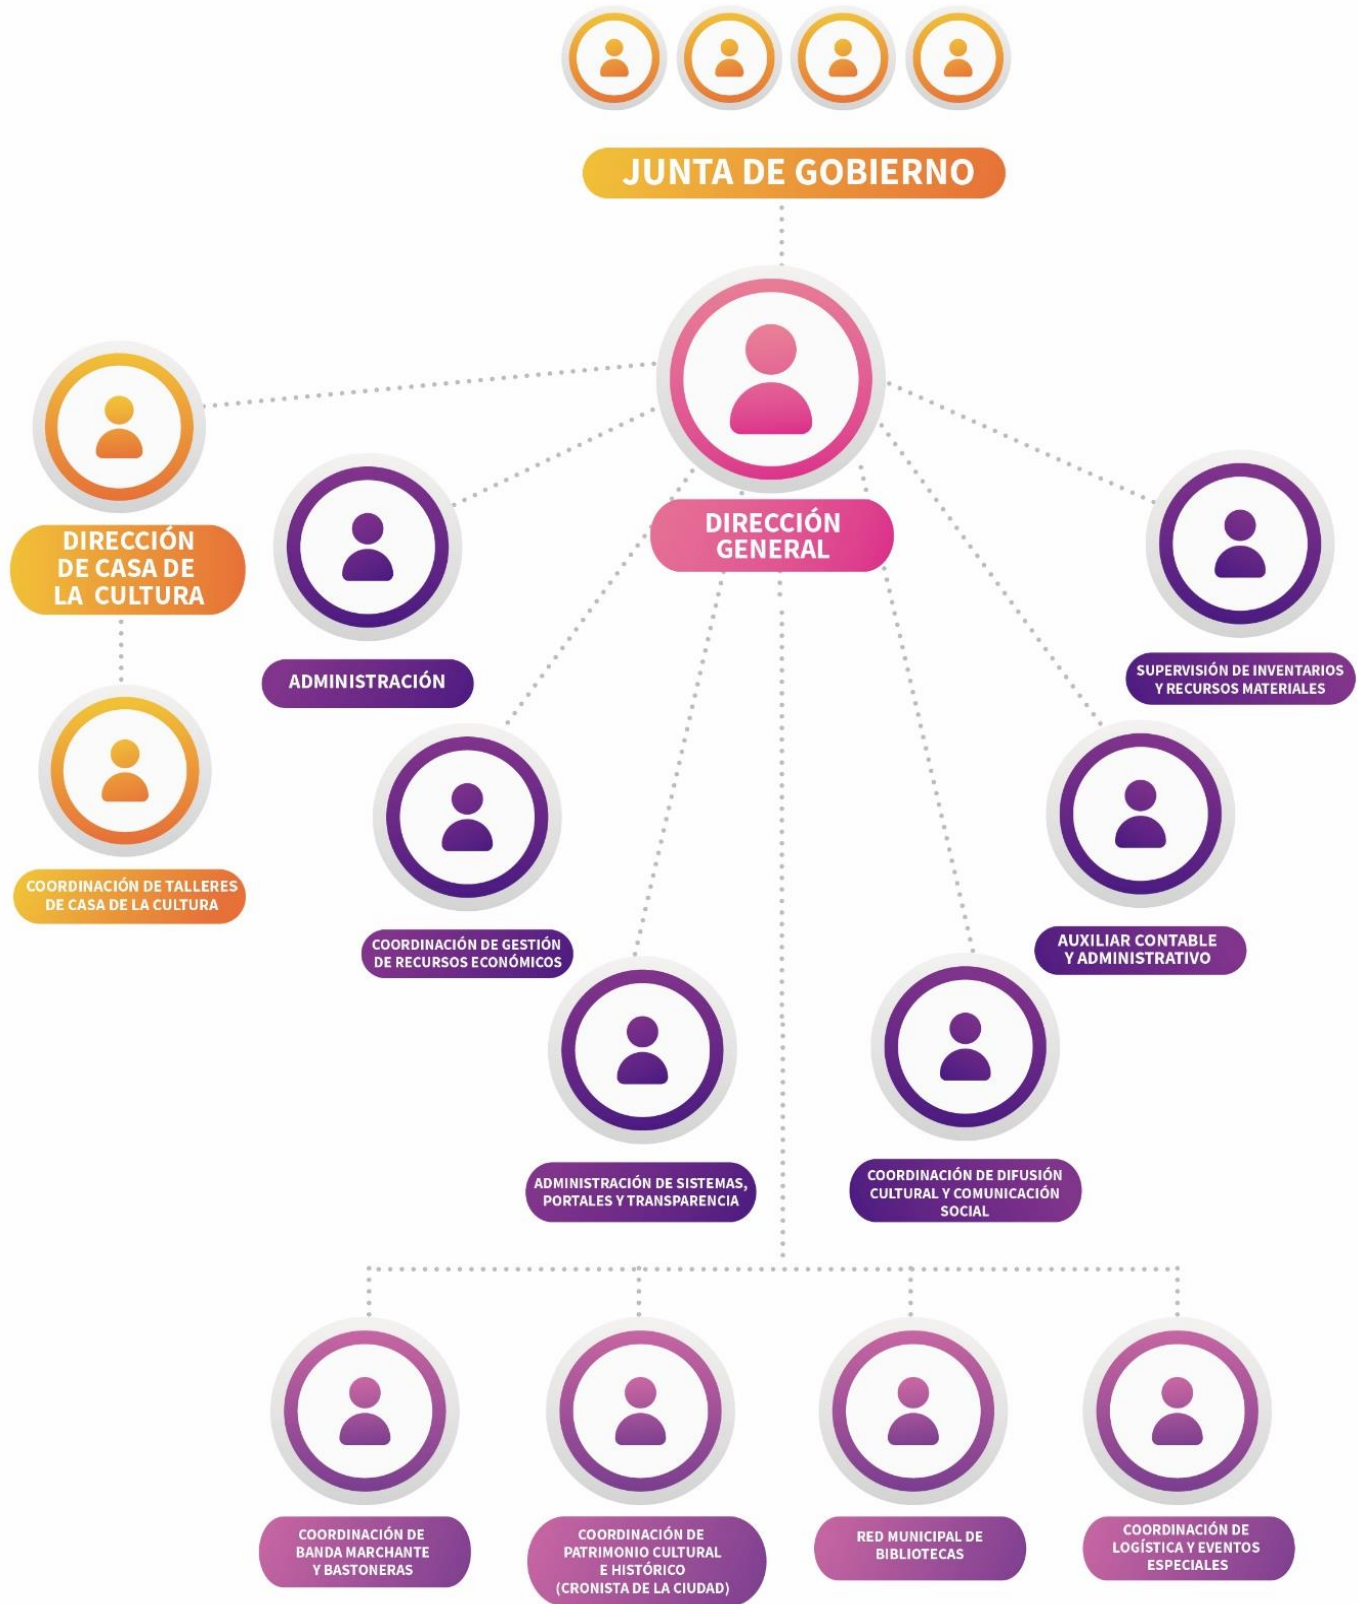 JUNTA DE GOBIERNO
DIRECCIÓN
GENERAL
DIRECCIÓN
DE CASA DE
LA CULTURA
ADMINISTRACIÓN
SUPERVISIÓN DE INVENTARIOS
Y RECURSOS MATERIALES
COORDINACIÓN DE TALLERES
DE CASA DE LA CULTURA
COORDINACIÓN DE GESTIÓN
DE RECURSOS ECONÓMICOS
AUXILIAR CONTABLE
Y ADMINISTRATIVO
ADMINISTRACIÓN DE SISTEMAS,
PORTALES Y TRANSPARENCIA
COORDINACIÓN DE DIFUSIÓN
CULTURAL Y COMUNICACIÓN
SOCIAL
COORDINACIÓN DE
BANDA MARCHANTE
Y BASTONERAS
COORDINACIÓN DE
PATRIMONIO CULTURAL
E HISTÓRICO
(CRONISTA DE LA CIUDAD)
RED MUNICIPAL DE
BIBLIOTECAS
COORDINACIÓN DE
LOGÍSTICA Y EVENTOS
ESPECIALES